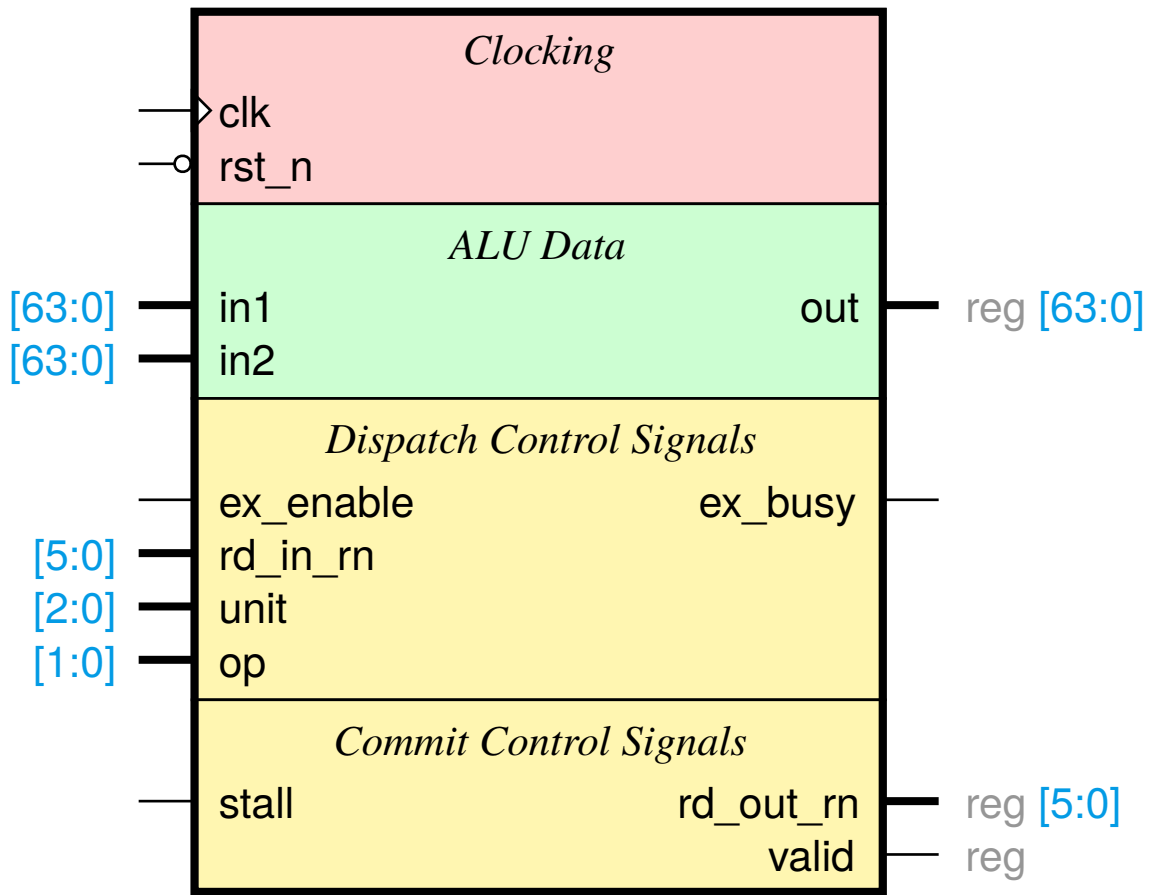 Clocking
clk
rst_n
ALU Data
[63:0] in1 out reg [63:0]
[63:0] in2
Dispatch Control Signals
ex_enable ex_busy
[5:0] rd_in_rn
[2:0] unit
[1:0] op
Commit Control Signals
stall rd_out_rn reg [5:0]
valid reg